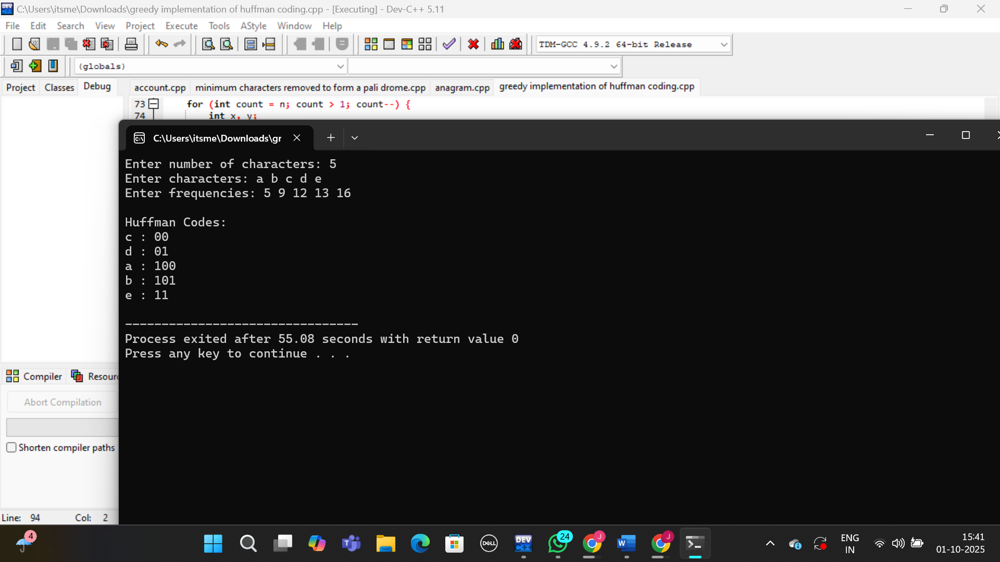 C:\Users\itsme\Downloads\greedy implementation of huffman coding.cpp - [Executing] - Dev-C++ 5.11
File Edit Search View Project Execute Tools AStyle Window Help
TDM-GCC 4.9.2 64-bit Release
(globals)
Project Classes Debug account.cpp minimum characters removed to form a pali drome.cpp anagram.cpp greedy implementation of huffman coding.cpp
73 for (int count = n; count > 1; count--) {
74 int x, y;
C:\Users\itsme\Downloads\gr
Enter number of characters: 5
Enter characters: a b c d e
Enter frequencies: 5 9 12 13 16
Huffman Codes:
c : 00
d : 01
a : 100
b : 101
e : 11
--------------------------------
Process exited after 55.08 seconds with return value 0
Press any key to continue . . .
Compiler Resour
Abort Compilation
Shorten compiler paths
Line: 94 Col: 2
4
DELL
DEV C++
24
J
W
J
ENG
IN
15:41
01-10-2025